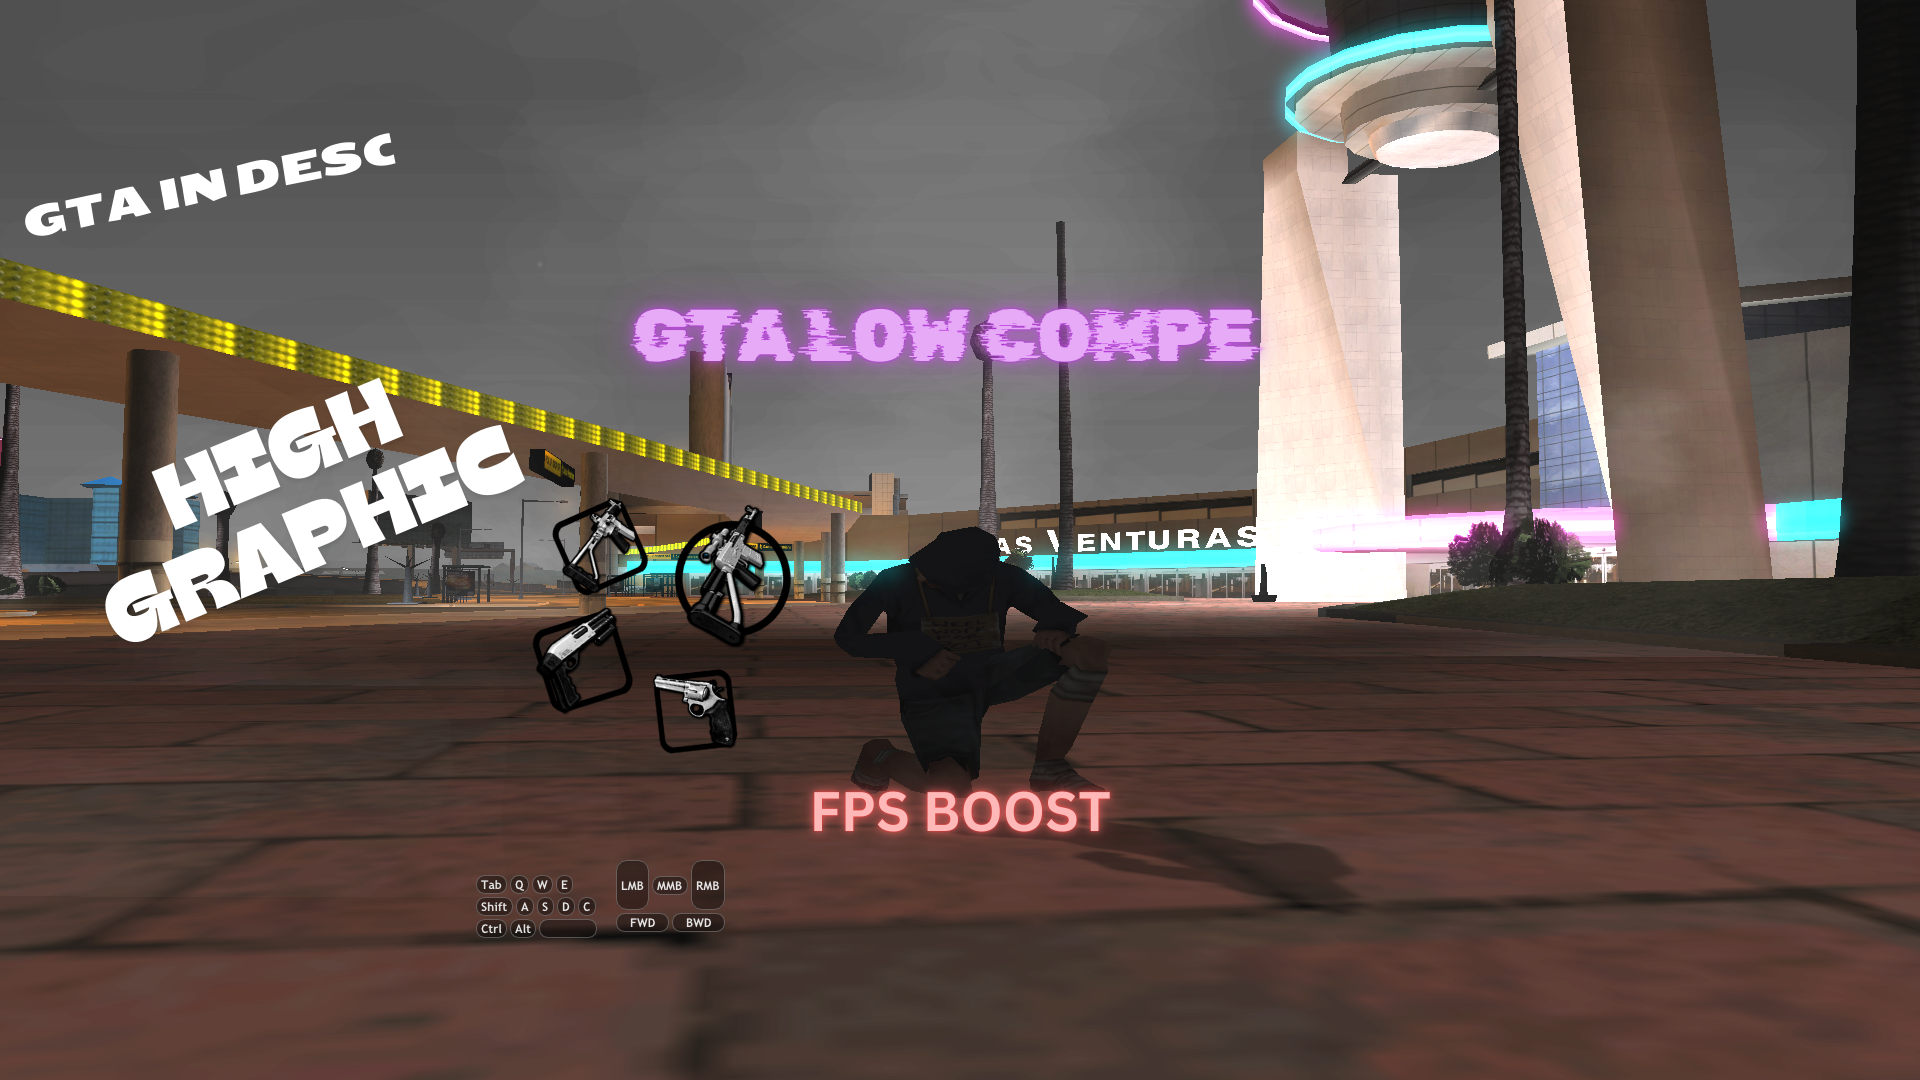 GTA IN DESC
GTA LOW COMPE
HIGH
GRAPHIC
AS VENTURAS
FPS BOOST
Tab Q W E
Shift A S D C
Ctrl Alt
LMB MMB RMB
FWD BWD